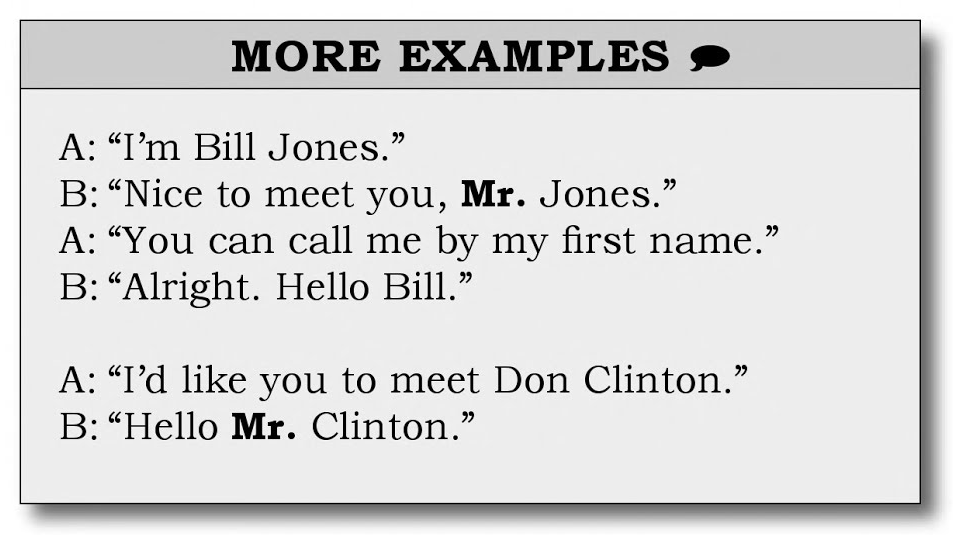 MORE EXAMPLES
A: “I’m Bill Jones.”
B: “Nice to meet you, Mr. Jones.”
A: “You can call me by my first name.”
B: “Alright. Hello Bill.”
A: “I’d like you to meet Don Clinton.”
B: “Hello Mr. Clinton.”